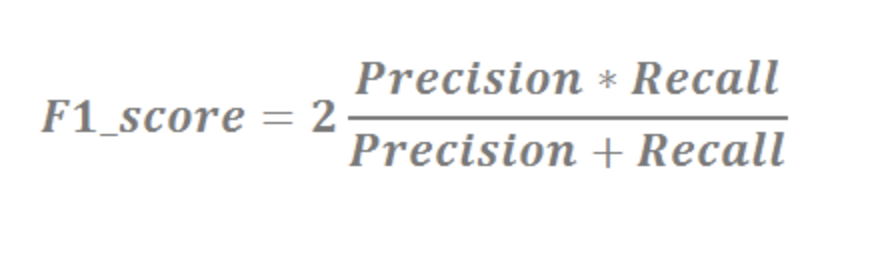 F1_score = 2 Precision * Recall
Precision + Recall